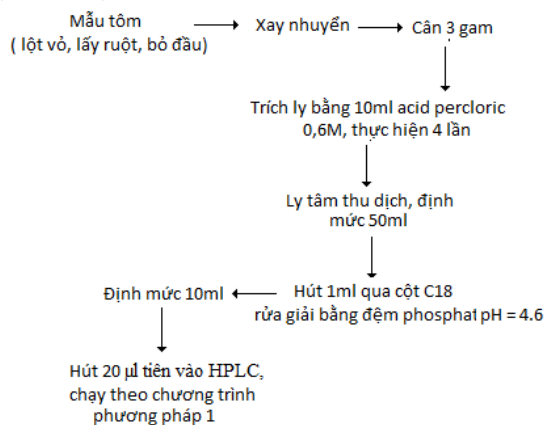 Mẫu tôm
( lột vỏ, lấy ruột, bỏ đầu)
Xay nhuyển
Cân 3 gam
Trích ly bằng 10ml acid percloric
0,6M, thực hiện 4 lần
Ly tâm thu dịch, định
mức 50ml
Hút 1ml qua cột C18
rửa giải bằng đệm phosphat pH = 4.6
Định mức 10ml
Hút 20 µl tiên vào HPLC,
chạy theo chương trình
phương pháp 1